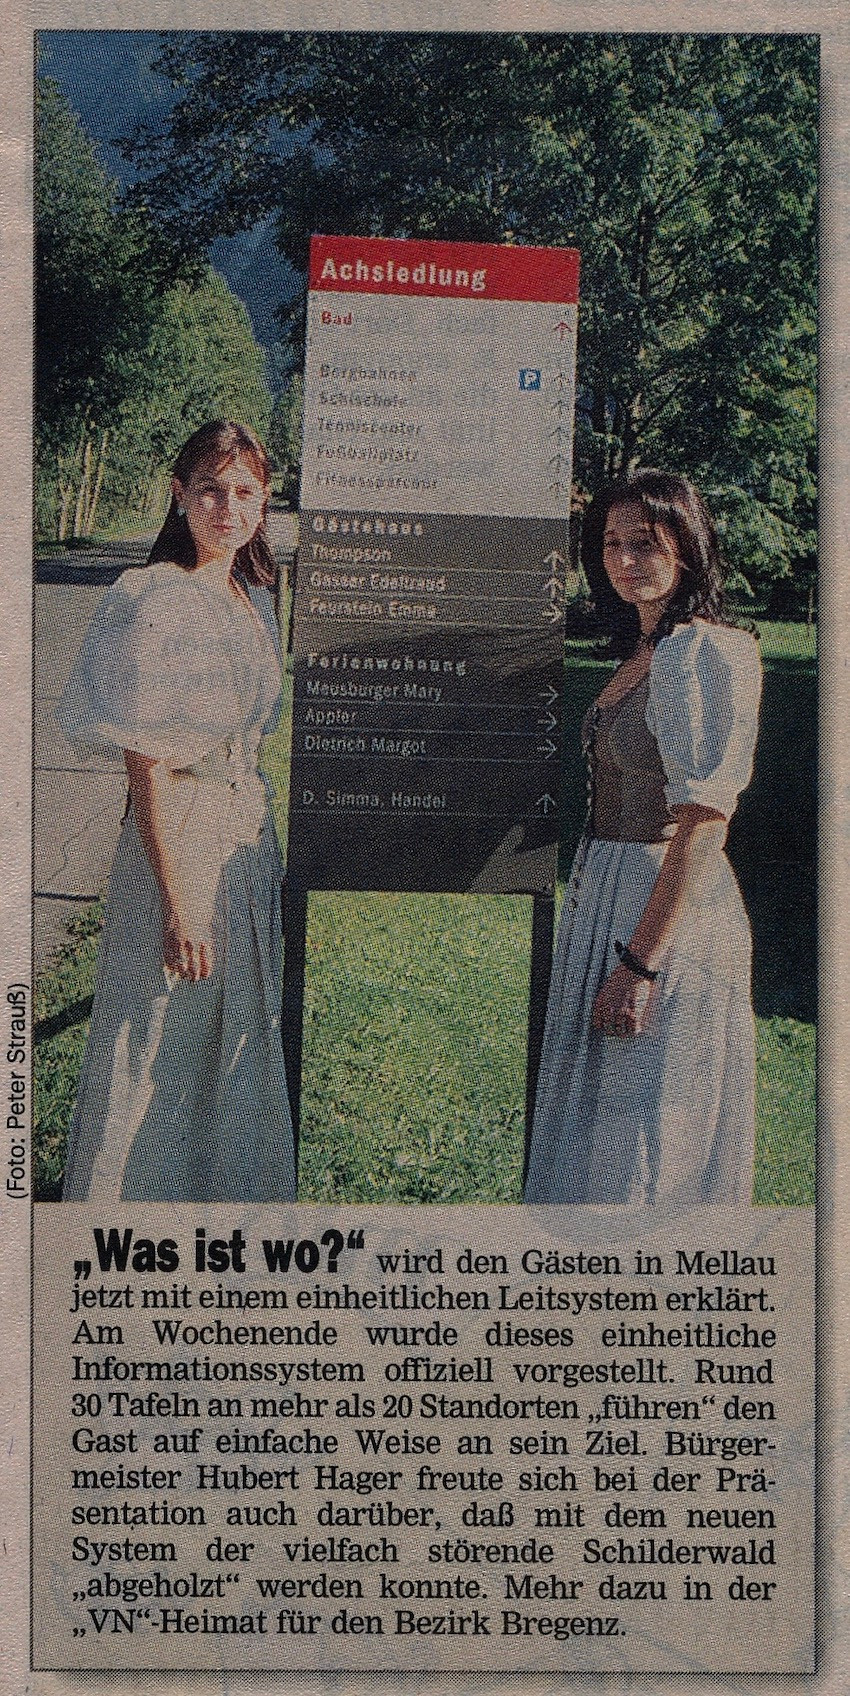 Achsiedlung
Bad
Bergbahnen P
Schischule
Tenniscenter
Fußballplatz
Fitnessparcour
Gästehaus
Thompson
Gasser Edeltraud
Feurstein Emma
Ferienwohnung
Meusburger Mary
Appler
Dietrich Margot
D. Simma, Handel
(Foto: Peter Strauß)
„Was ist wo?“ wird den Gästen in Mellau
jetzt mit einem einheitlichen Leitsystem erklärt.
Am Wochenende wurde dieses einheitliche
Informationssystem offiziell vorgestellt. Rund
30 Tafeln an mehr als 20 Standorten „führen“ den
Gast auf einfache Weise an sein Ziel. Bürger-
meister Hubert Hager freute sich bei der Prä-
sentation auch darüber, daß mit dem neuen
System der vielfach störende Schilderwald
„abgeholzt“ werden konnte. Mehr dazu in der
„VN“-Heimat für den Bezirk Bregenz.